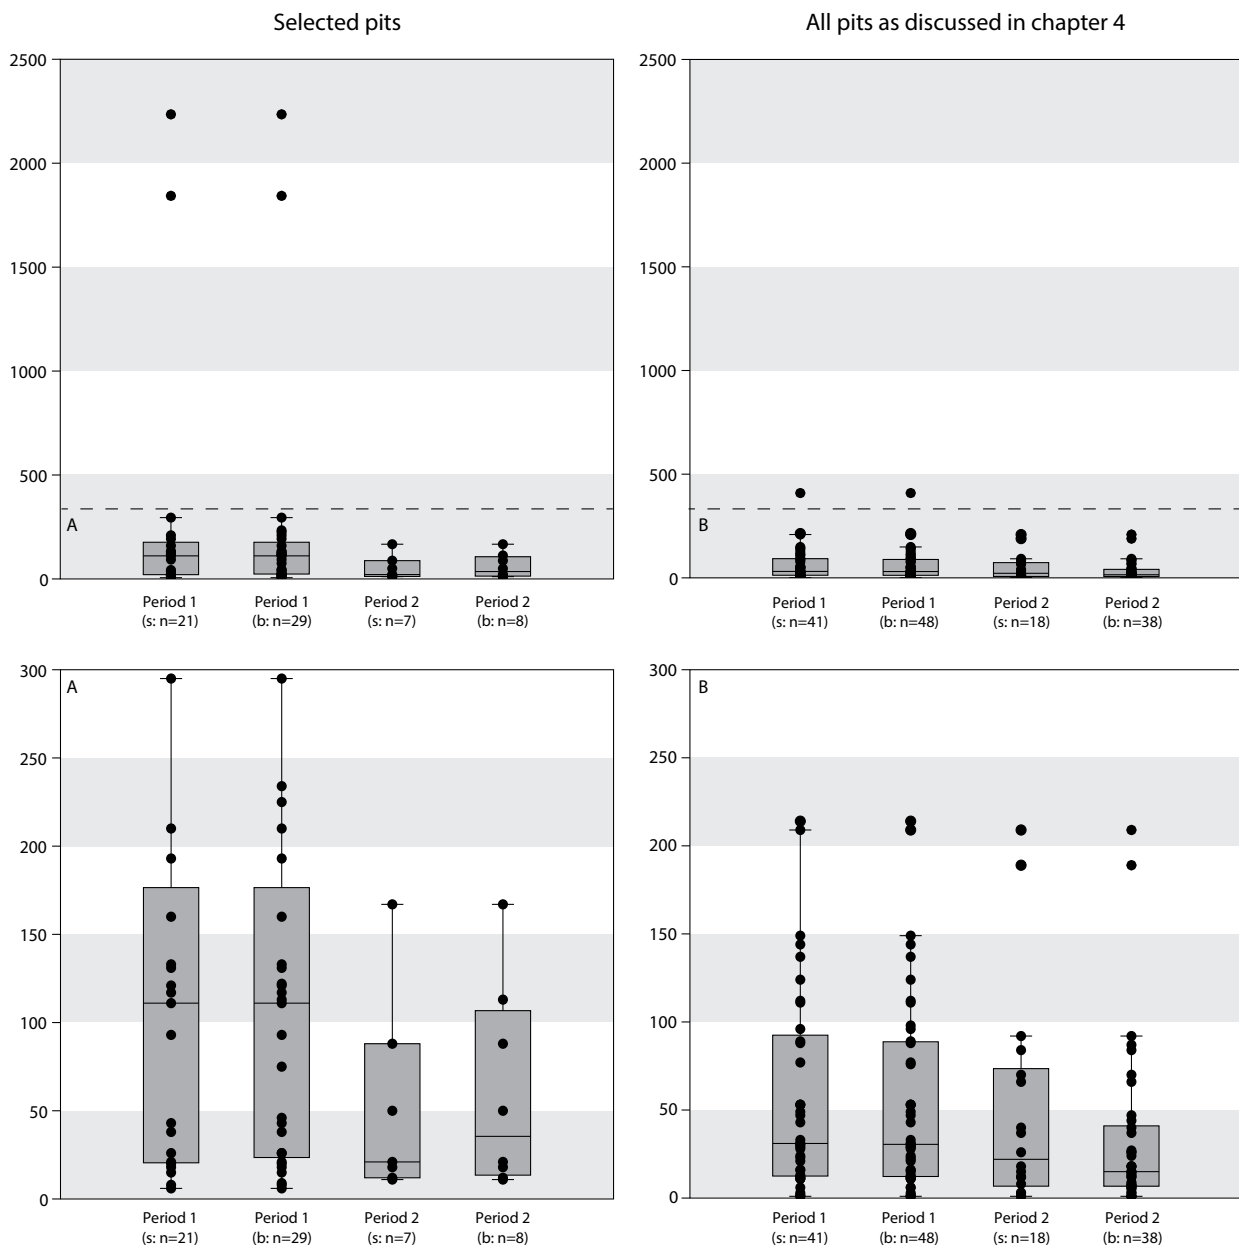 Selected pits
All pits as discussed in chapter 4
2500
2000
1500
1000
500
0
A
Period 1
(s: n=21)
Period 1
(b: n=29)
Period 2
(s: n=7)
Period 2
(b: n=8)
2500
2000
1500
1000
500
0
B
Period 1
(s: n=41)
Period 1
(b: n=48)
Period 2
(s: n=18)
Period 2
(b: n=38)
300
250
200
150
100
50
0
A
Period 1
(s: n=21)
Period 1
(b: n=29)
Period 2
(s: n=7)
Period 2
(b: n=8)
300
250
200
150
100
50
0
B
Period 1
(s: n=41)
Period 1
(b: n=48)
Period 2
(s: n=18)
Period 2
(b: n=38)